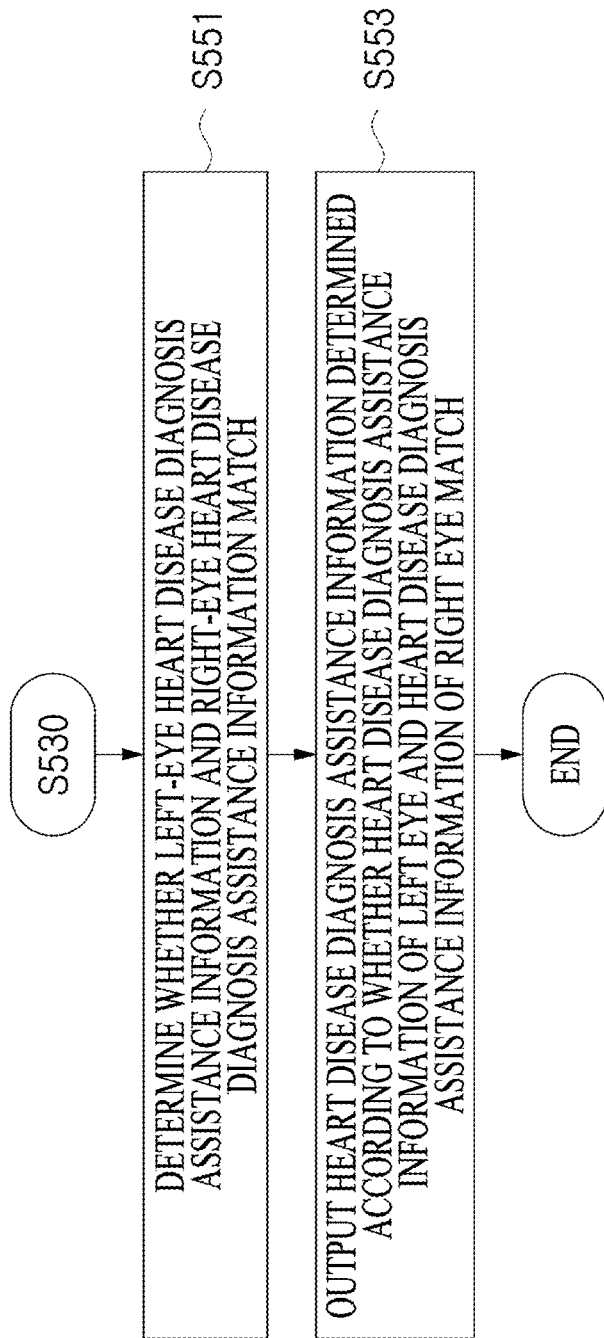 S530
DETERMINE WHETHER LEFT-EYE HEART DISEASE DIAGNOSIS
ASSISTANCE INFORMATION AND RIGHT-EYE HEART DISEASE
DIAGNOSIS ASSISTANCE INFORMATION MATCH
S551
OUTPUT HEART DISEASE DIAGNOSIS ASSISTANCE INFORMATION DETERMINED
ACCORDING TO WHETHER HEART DISEASE DIAGNOSIS ASSISTANCE
INFORMATION OF LEFT EYE AND HEART DISEASE DIAGNOSIS
ASSISTANCE INFORMATION OF RIGHT EYE MATCH
S553
END